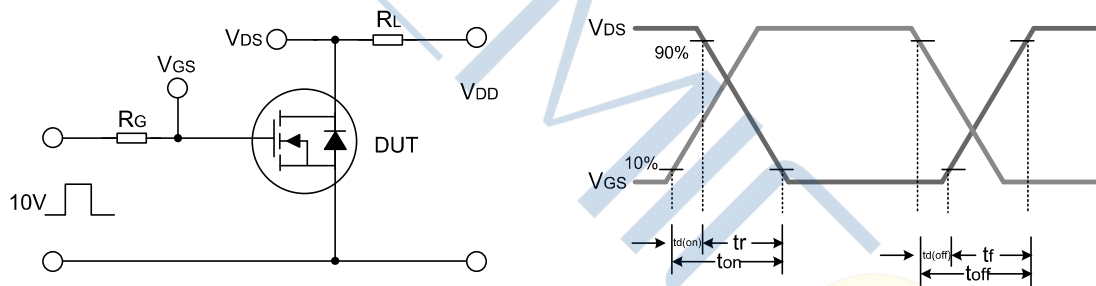 VDS
RL
VGS
VDD
RG
DUT
10V
VDS
90%
10%
VGS
td(on)
tr
ton
td(off)
tf
toff